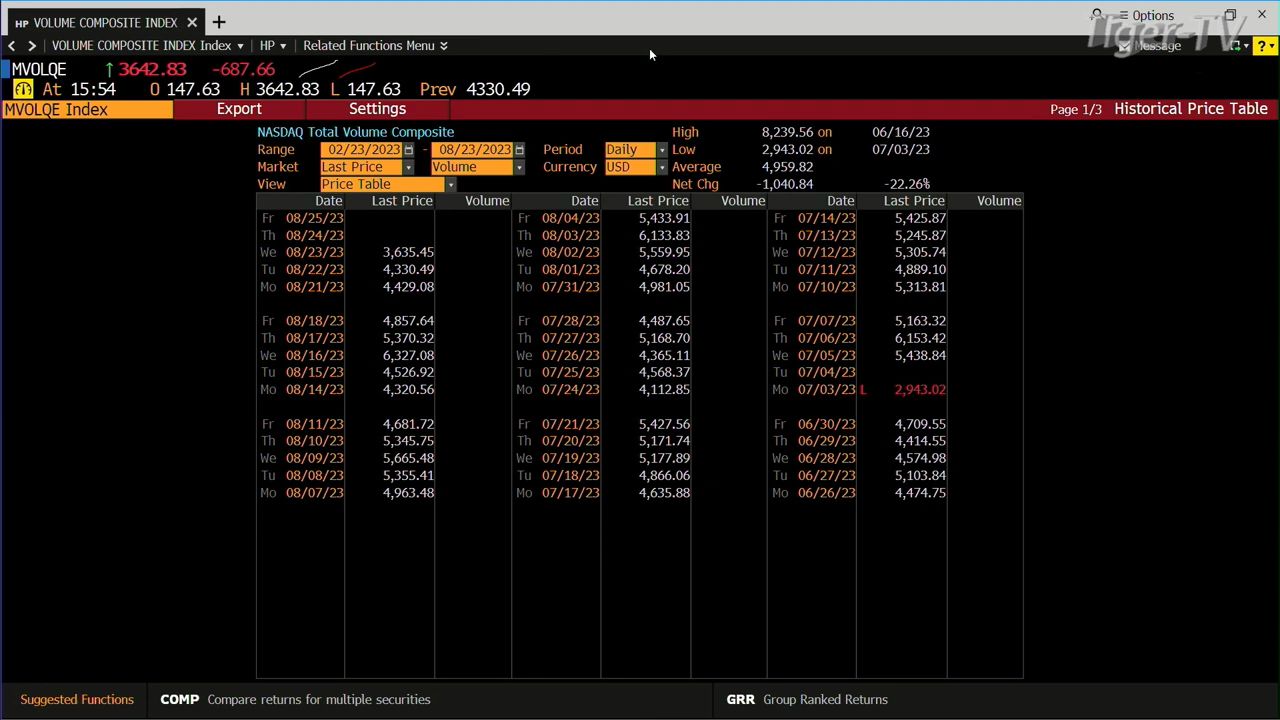 HP VOLUME COMPOSITE INDEX × +
Options
VOLUME COMPOSITE INDEX Index HP Related Functions Menu
Message
Tiger-TV
MVOLQE ↑ 3642.83 -687.66
At 15:54 O 147.63 H 3642.83 L 147.63 Prev 4330.49
MVOLQE Index Export Settings Page 1/3 Historical Price Table
NASDAQ Total Volume Composite High 8,239.56 on 06/16/23
Range 02/23/2023 - 08/23/2023 Period Daily Low 2,943.02 on 07/03/23
Market Last Price Volume Currency USD Average 4,959.82
View Price Table Net Chg -1,040.84 -22.26%
Date Last Price Volume Date Last Price Volume Date Last Price Volume
Fr 08/25/23 Fr 08/04/23 5,433.91 Fr 07/14/23 5,425.87
Th 08/24/23 Th 08/03/23 6,133.83 Th 07/13/23 5,245.87
We 08/23/23 3,635.45 We 08/02/23 5,559.95 We 07/12/23 5,305.74
Tu 08/22/23 4,330.49 Tu 08/01/23 4,678.20 Tu 07/11/23 4,889.10
Mo 08/21/23 4,429.08 Mo 07/31/23 4,981.05 Mo 07/10/23 5,313.81
Fr 08/18/23 4,857.64 Fr 07/28/23 4,487.65 Fr 07/07/23 5,163.32
Th 08/17/23 5,370.32 Th 07/27/23 5,168.70 Th 07/06/23 6,153.42
We 08/16/23 6,327.08 We 07/26/23 4,365.11 We 07/05/23 5,438.84
Tu 08/15/23 4,526.92 Tu 07/25/23 4,568.37 Tu 07/04/23
Mo 08/14/23 4,320.56 Mo 07/24/23 4,112.85 Mo 07/03/23 L 2,943.02
Fr 08/11/23 4,681.72 Fr 07/21/23 5,427.56 Fr 06/30/23 4,709.55
Th 08/10/23 5,345.75 Th 07/20/23 5,171.74 Th 06/29/23 4,414.55
We 08/09/23 5,665.48 We 07/19/23 5,177.89 We 06/28/23 4,574.98
Tu 08/08/23 5,355.41 Tu 07/18/23 4,866.06 Tu 06/27/23 5,103.84
Mo 08/07/23 4,963.48 Mo 07/17/23 4,635.88 Mo 06/26/23 4,474.75
Suggested Functions COMP Compare returns for multiple securities GRR Group Ranked Returns